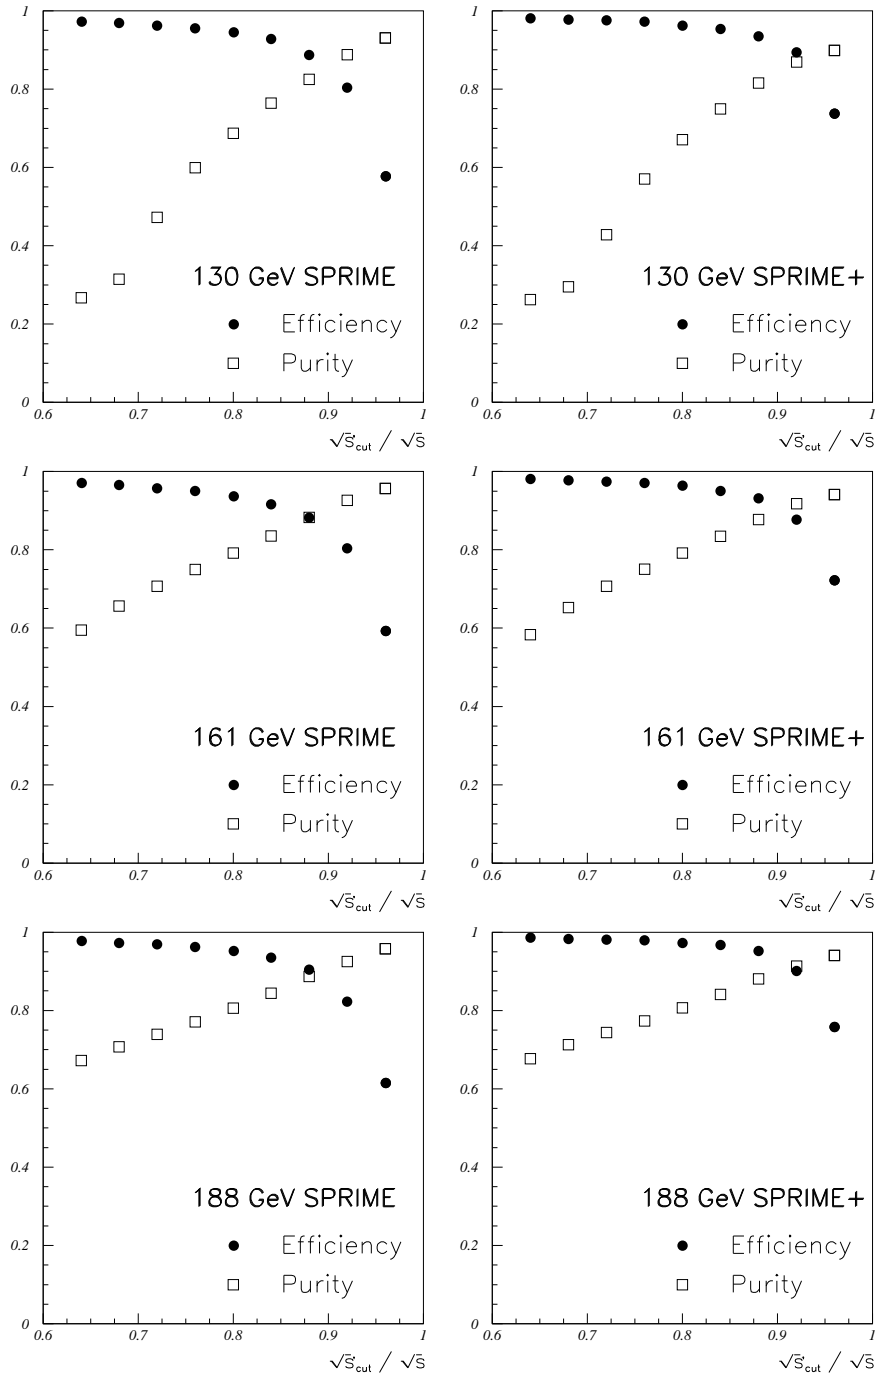 1
0.8
0.6
0.4
0.2
0
130 GeV SPRIME
Efficiency
Purity
0.6 0.7 0.8 0.9 1
√s'cut / √s
1
0.8
0.6
0.4
0.2
0
130 GeV SPRIME+
Efficiency
Purity
0.6 0.7 0.8 0.9 1
√s'cut / √s
1
0.8
0.6
0.4
0.2
0
161 GeV SPRIME
Efficiency
Purity
0.6 0.7 0.8 0.9 1
√s'cut / √s
1
0.8
0.6
0.4
0.2
0
161 GeV SPRIME+
Efficiency
Purity
0.6 0.7 0.8 0.9 1
√s'cut / √s
1
0.8
0.6
0.4
0.2
0
188 GeV SPRIME
Efficiency
Purity
0.6 0.7 0.8 0.9 1
√s'cut / √s
1
0.8
0.6
0.4
0.2
0
188 GeV SPRIME+
Efficiency
Purity
0.6 0.7 0.8 0.9 1
√s'cut / √s